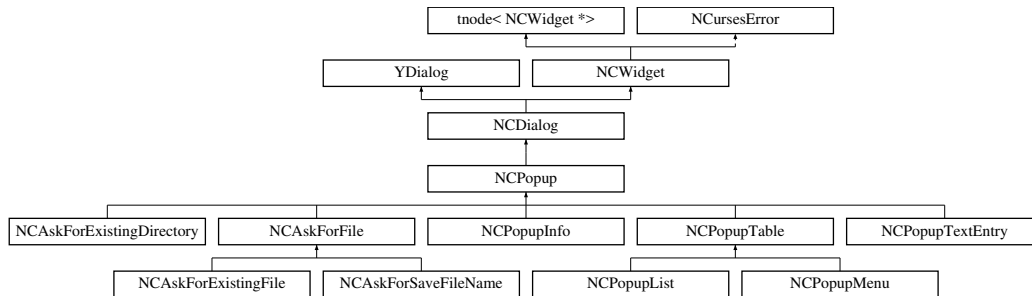 tnode< NCWidget *>
NCursesError
YDialog
NCWidget
NCDialog
NCPopup
NCAskForExistingDirectory
NCAskForFile
NCPopupInfo
NCPopupTable
NCPopupTextEntry
NCAskForExistingFile
NCAskForSaveFileName
NCPopupList
NCPopupMenu